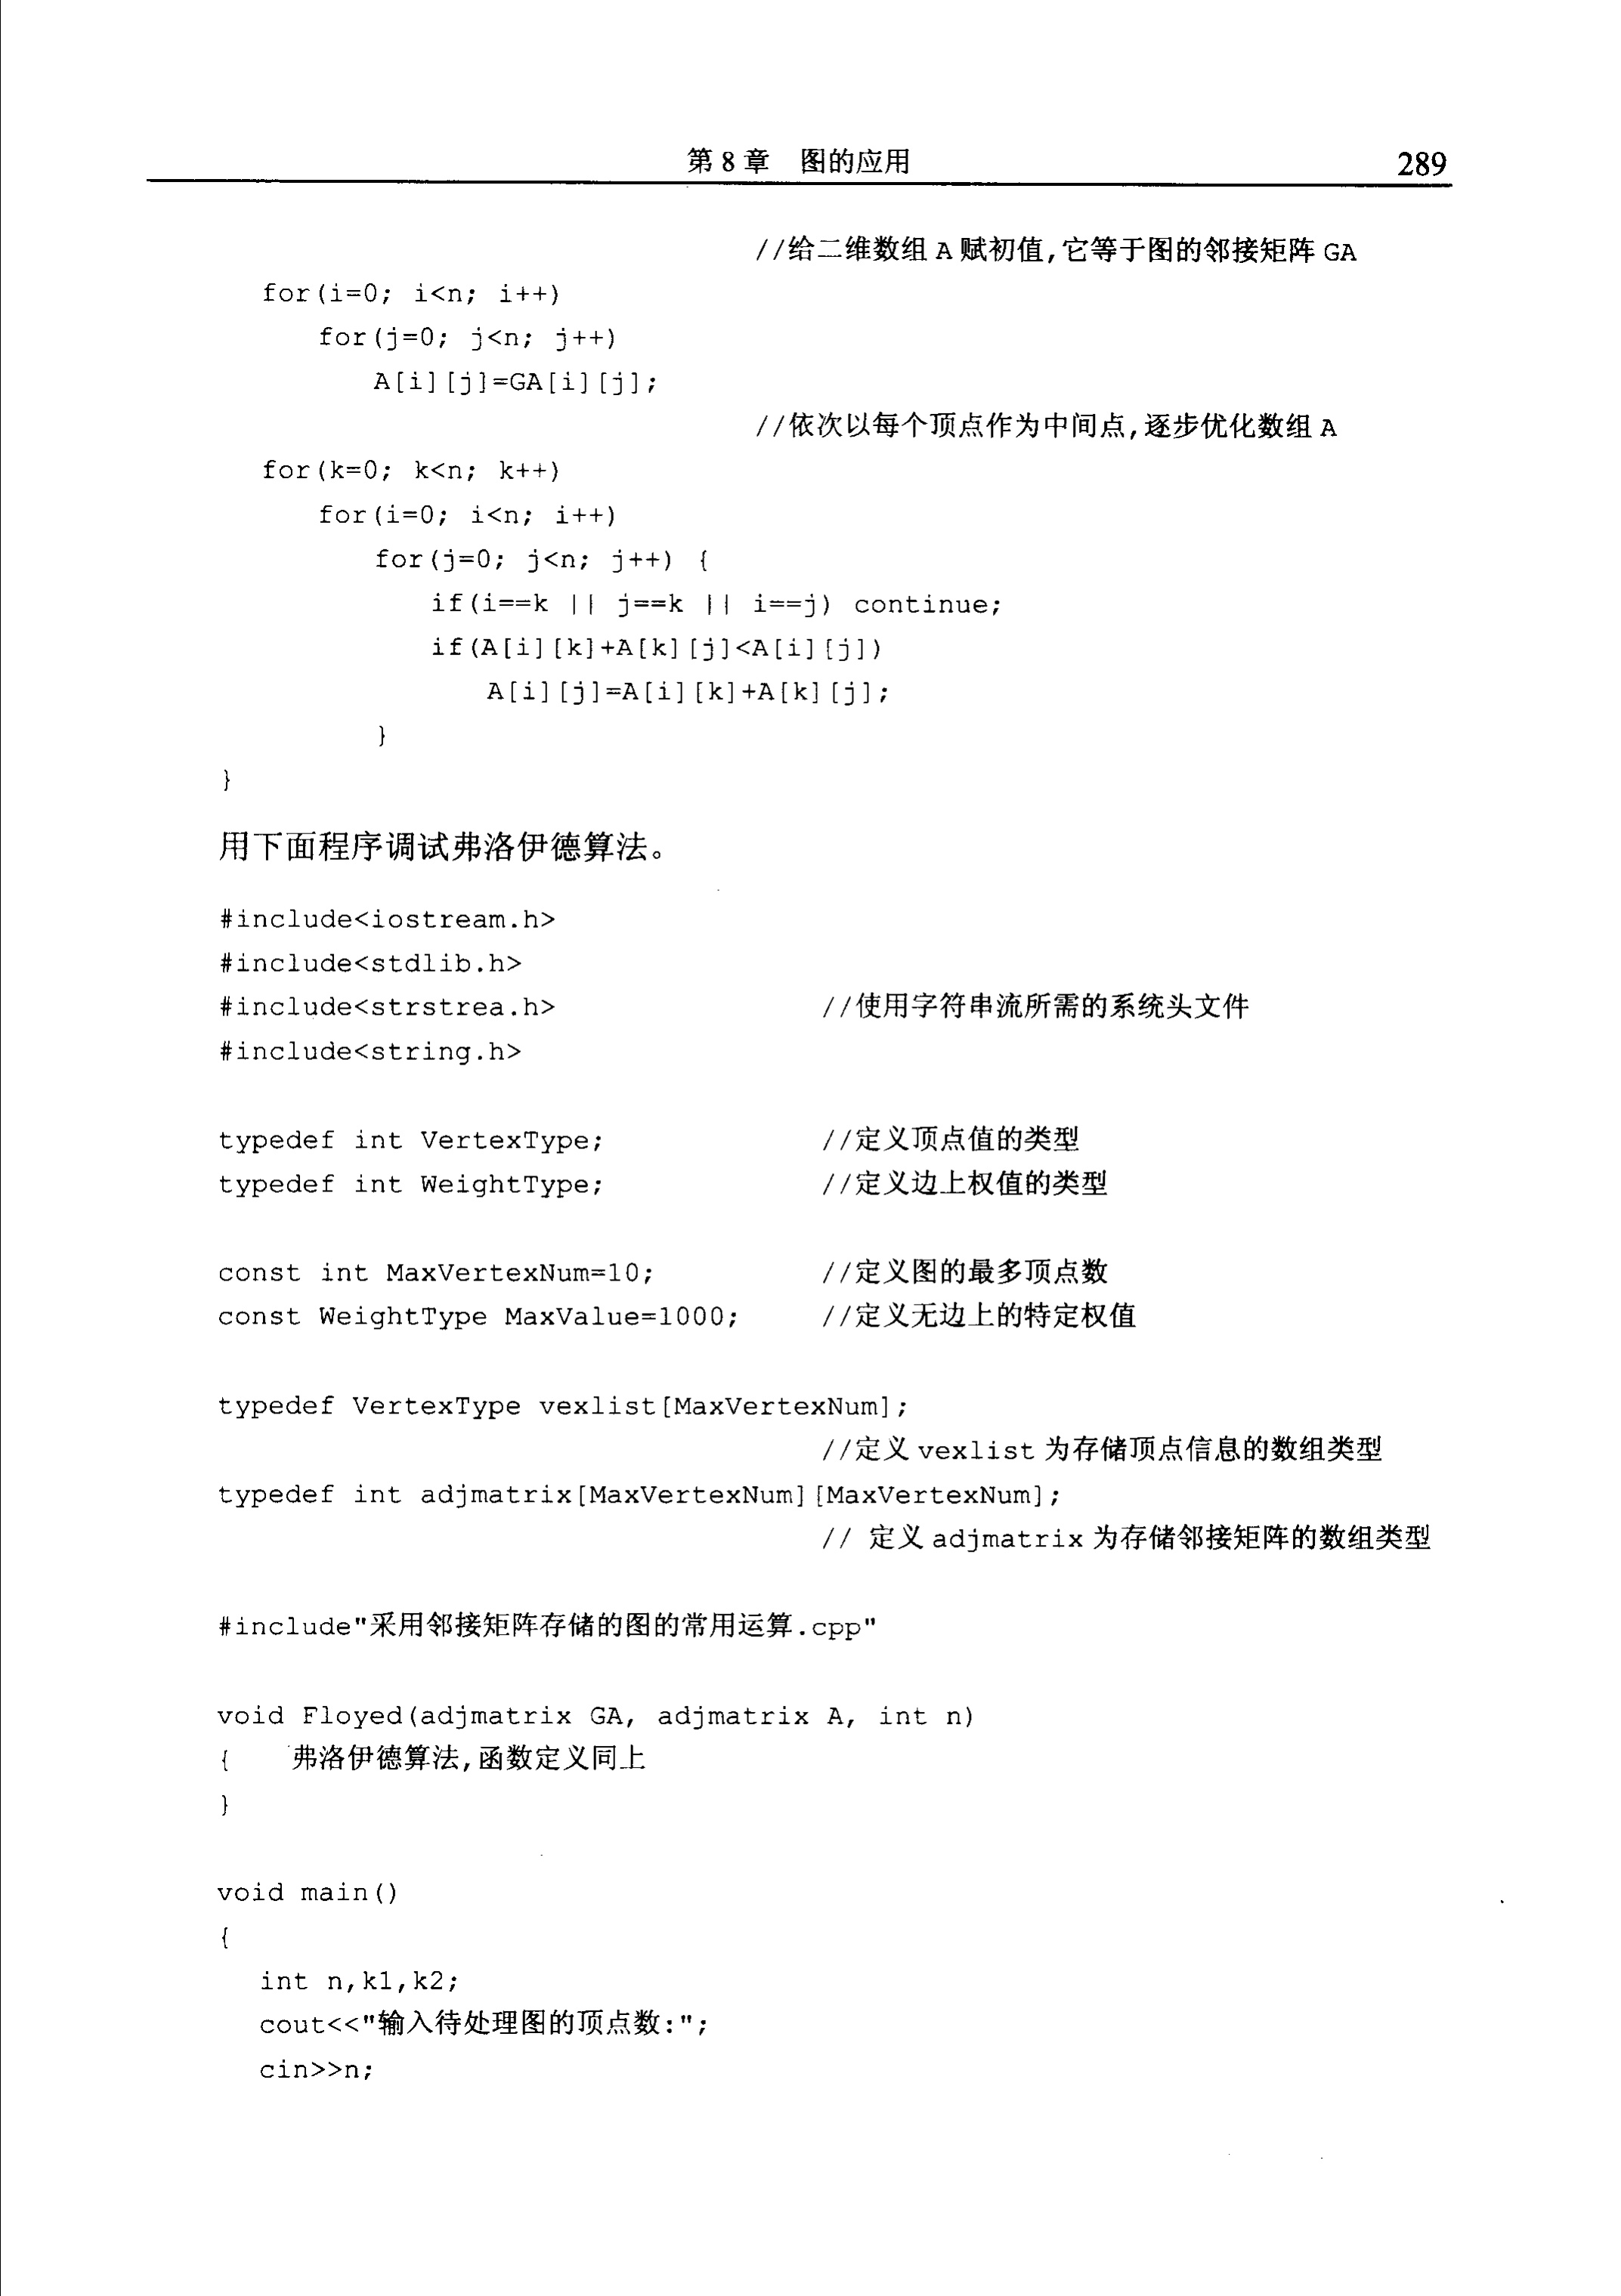 第 8 章　图的应用　289
//给二维数组 A 赋初值,它等于图的邻接矩阵 GA
for(i=0; i<n; i++)
for(j=0; j<n; j++)
A[i][j]=GA[i][j];
//依次以每个顶点作为中间点,逐步优化数组 A
for(k=0; k<n; k++)
for(i=0; i<n; i++)
for(j=0; j<n; j++) {
if(i==k || j==k || i==j) continue;
if(A[i][k]+A[k][j]<A[i][j])
A[i][j]=A[i][k]+A[k][j];
}
}
用下面程序调试弗洛伊德算法。
#include<iostream.h>
#include<stdlib.h>
#include<strstrea.h> //使用字符串流所需的系统头文件
#include<string.h>
typedef int VertexType; //定义顶点值的类型
typedef int WeightType; //定义边上权值的类型
const int MaxVertexNum=10; //定义图的最多顶点数
const WeightType MaxValue=1000; //定义无边上的特定权值
typedef VertexType vexlist[MaxVertexNum];
//定义 vexlist 为存储顶点信息的数组类型
typedef int adjmatrix[MaxVertexNum][MaxVertexNum];
// 定义 adjmatrix 为存储邻接矩阵的数组类型
#include"采用邻接矩阵存储的图的常用运算.cpp"
void Floyed(adjmatrix GA, adjmatrix A, int n)
{ 弗洛伊德算法,函数定义同上
}
void main()
{
int n,k1,k2;
cout<<"输入待处理图的顶点数:";
cin>>n;